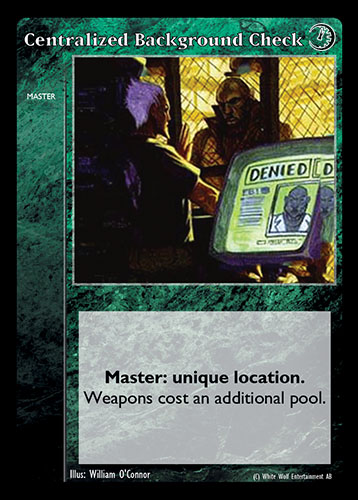 Centralized Background Check
MASTER
DENIED
D
Master: unique location.
Weapons cost an additional pool.
Illus: William O'Connor
(C) White Wolf Entertainment AB